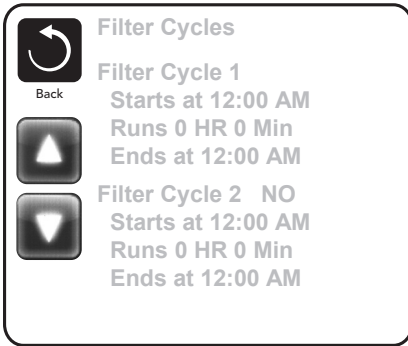 Filter Cycles
Filter Cycle 1
Back
Starts at 12:00 AM
Runs 0 HR 0 Min
Ends at 12:00 AM
Filter Cycle 2 NO
Starts at 12:00 AM
Runs 0 HR 0 Min
Ends at 12:00 AM